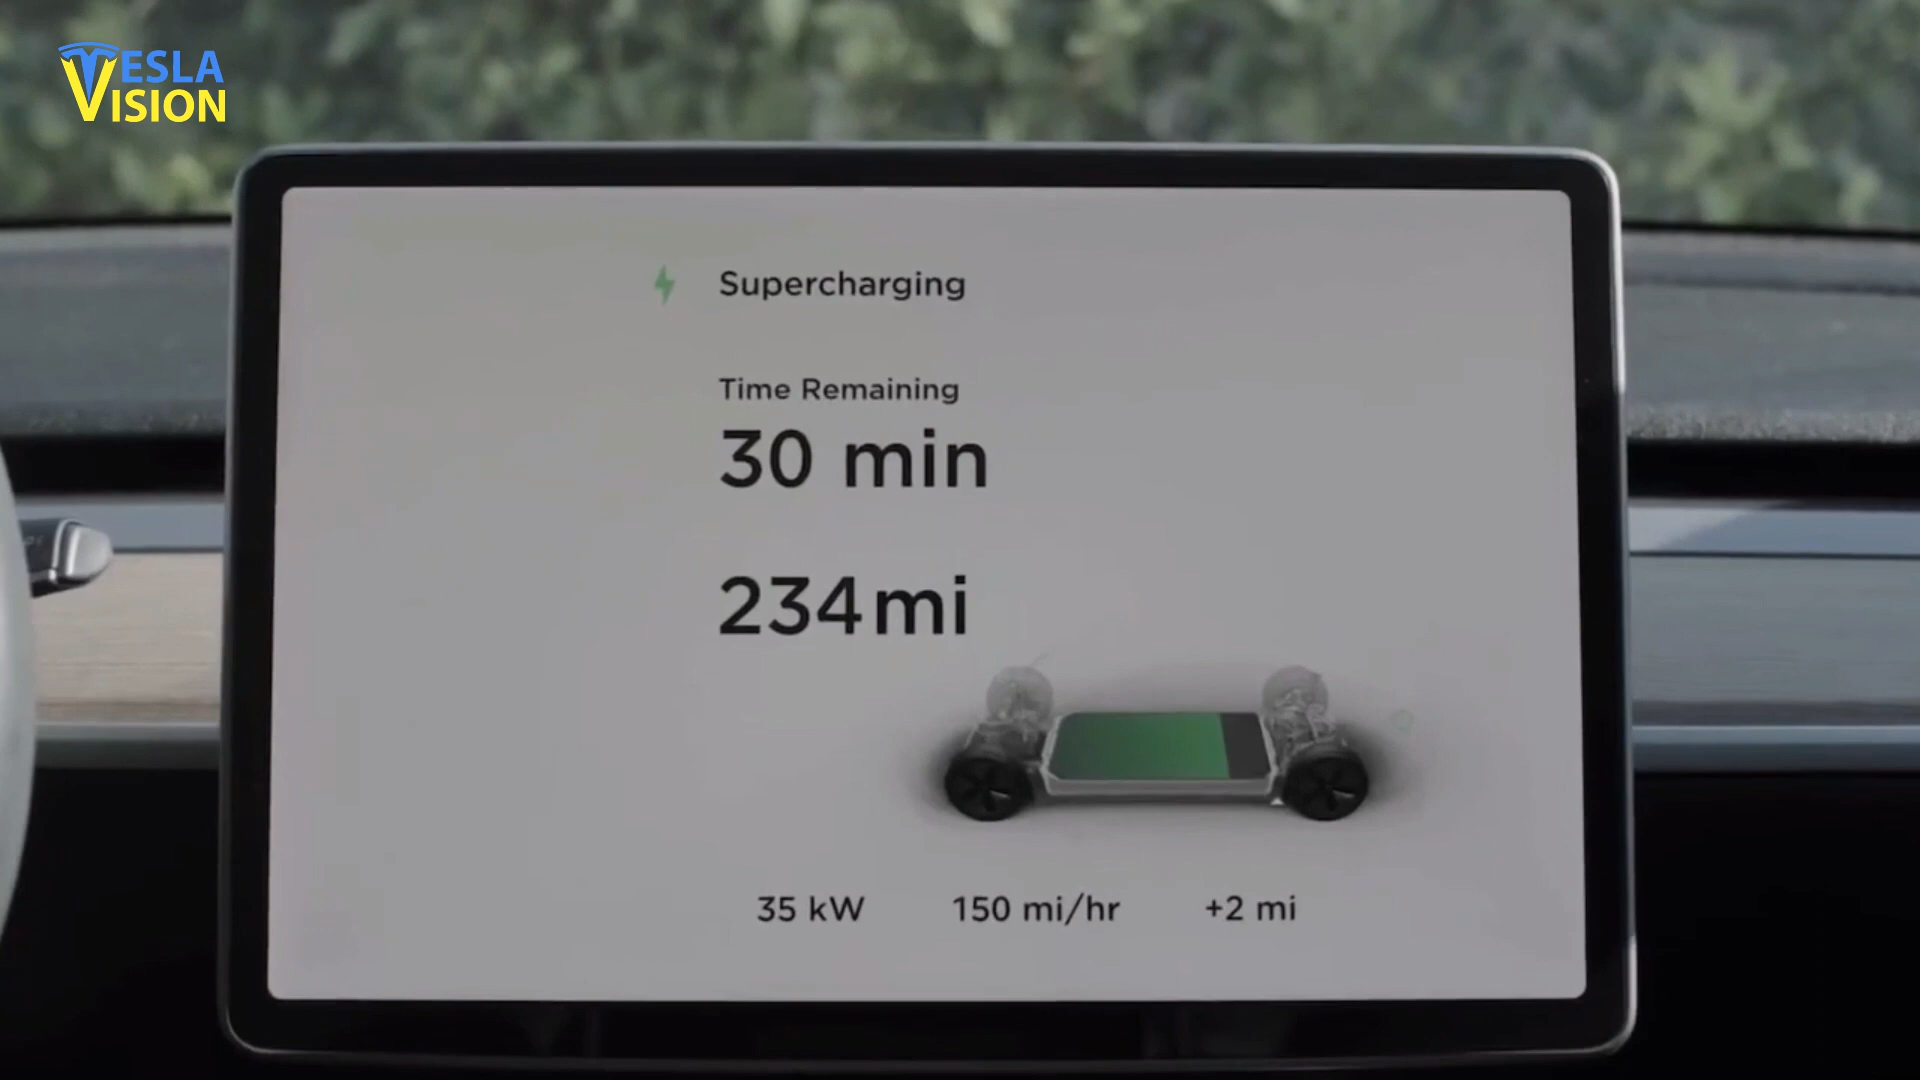 TESLA
VISION
Supercharging
Time Remaining
30 min
234 mi
35 kW 150 mi/hr +2 mi